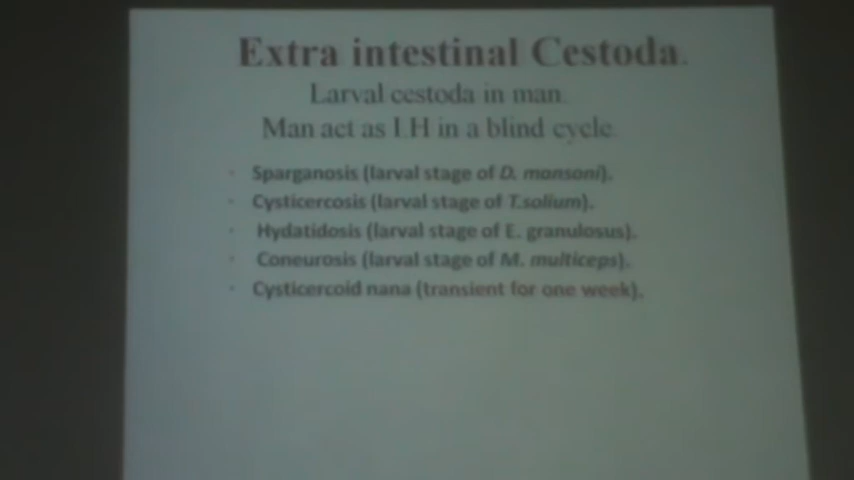 Extra intestinal Cestoda.
Larval cestoda in man.
Man act as I.H in a blind cycle.
· Sparganosis (larval stage of D. mansoni).
· Cysticercosis (larval stage of T.solium).
· Hydatidosis (larval stage of E. granulosus).
· Coneurosis (larval stage of M. multiceps).
· Cysticercoid nana (transient for one week).